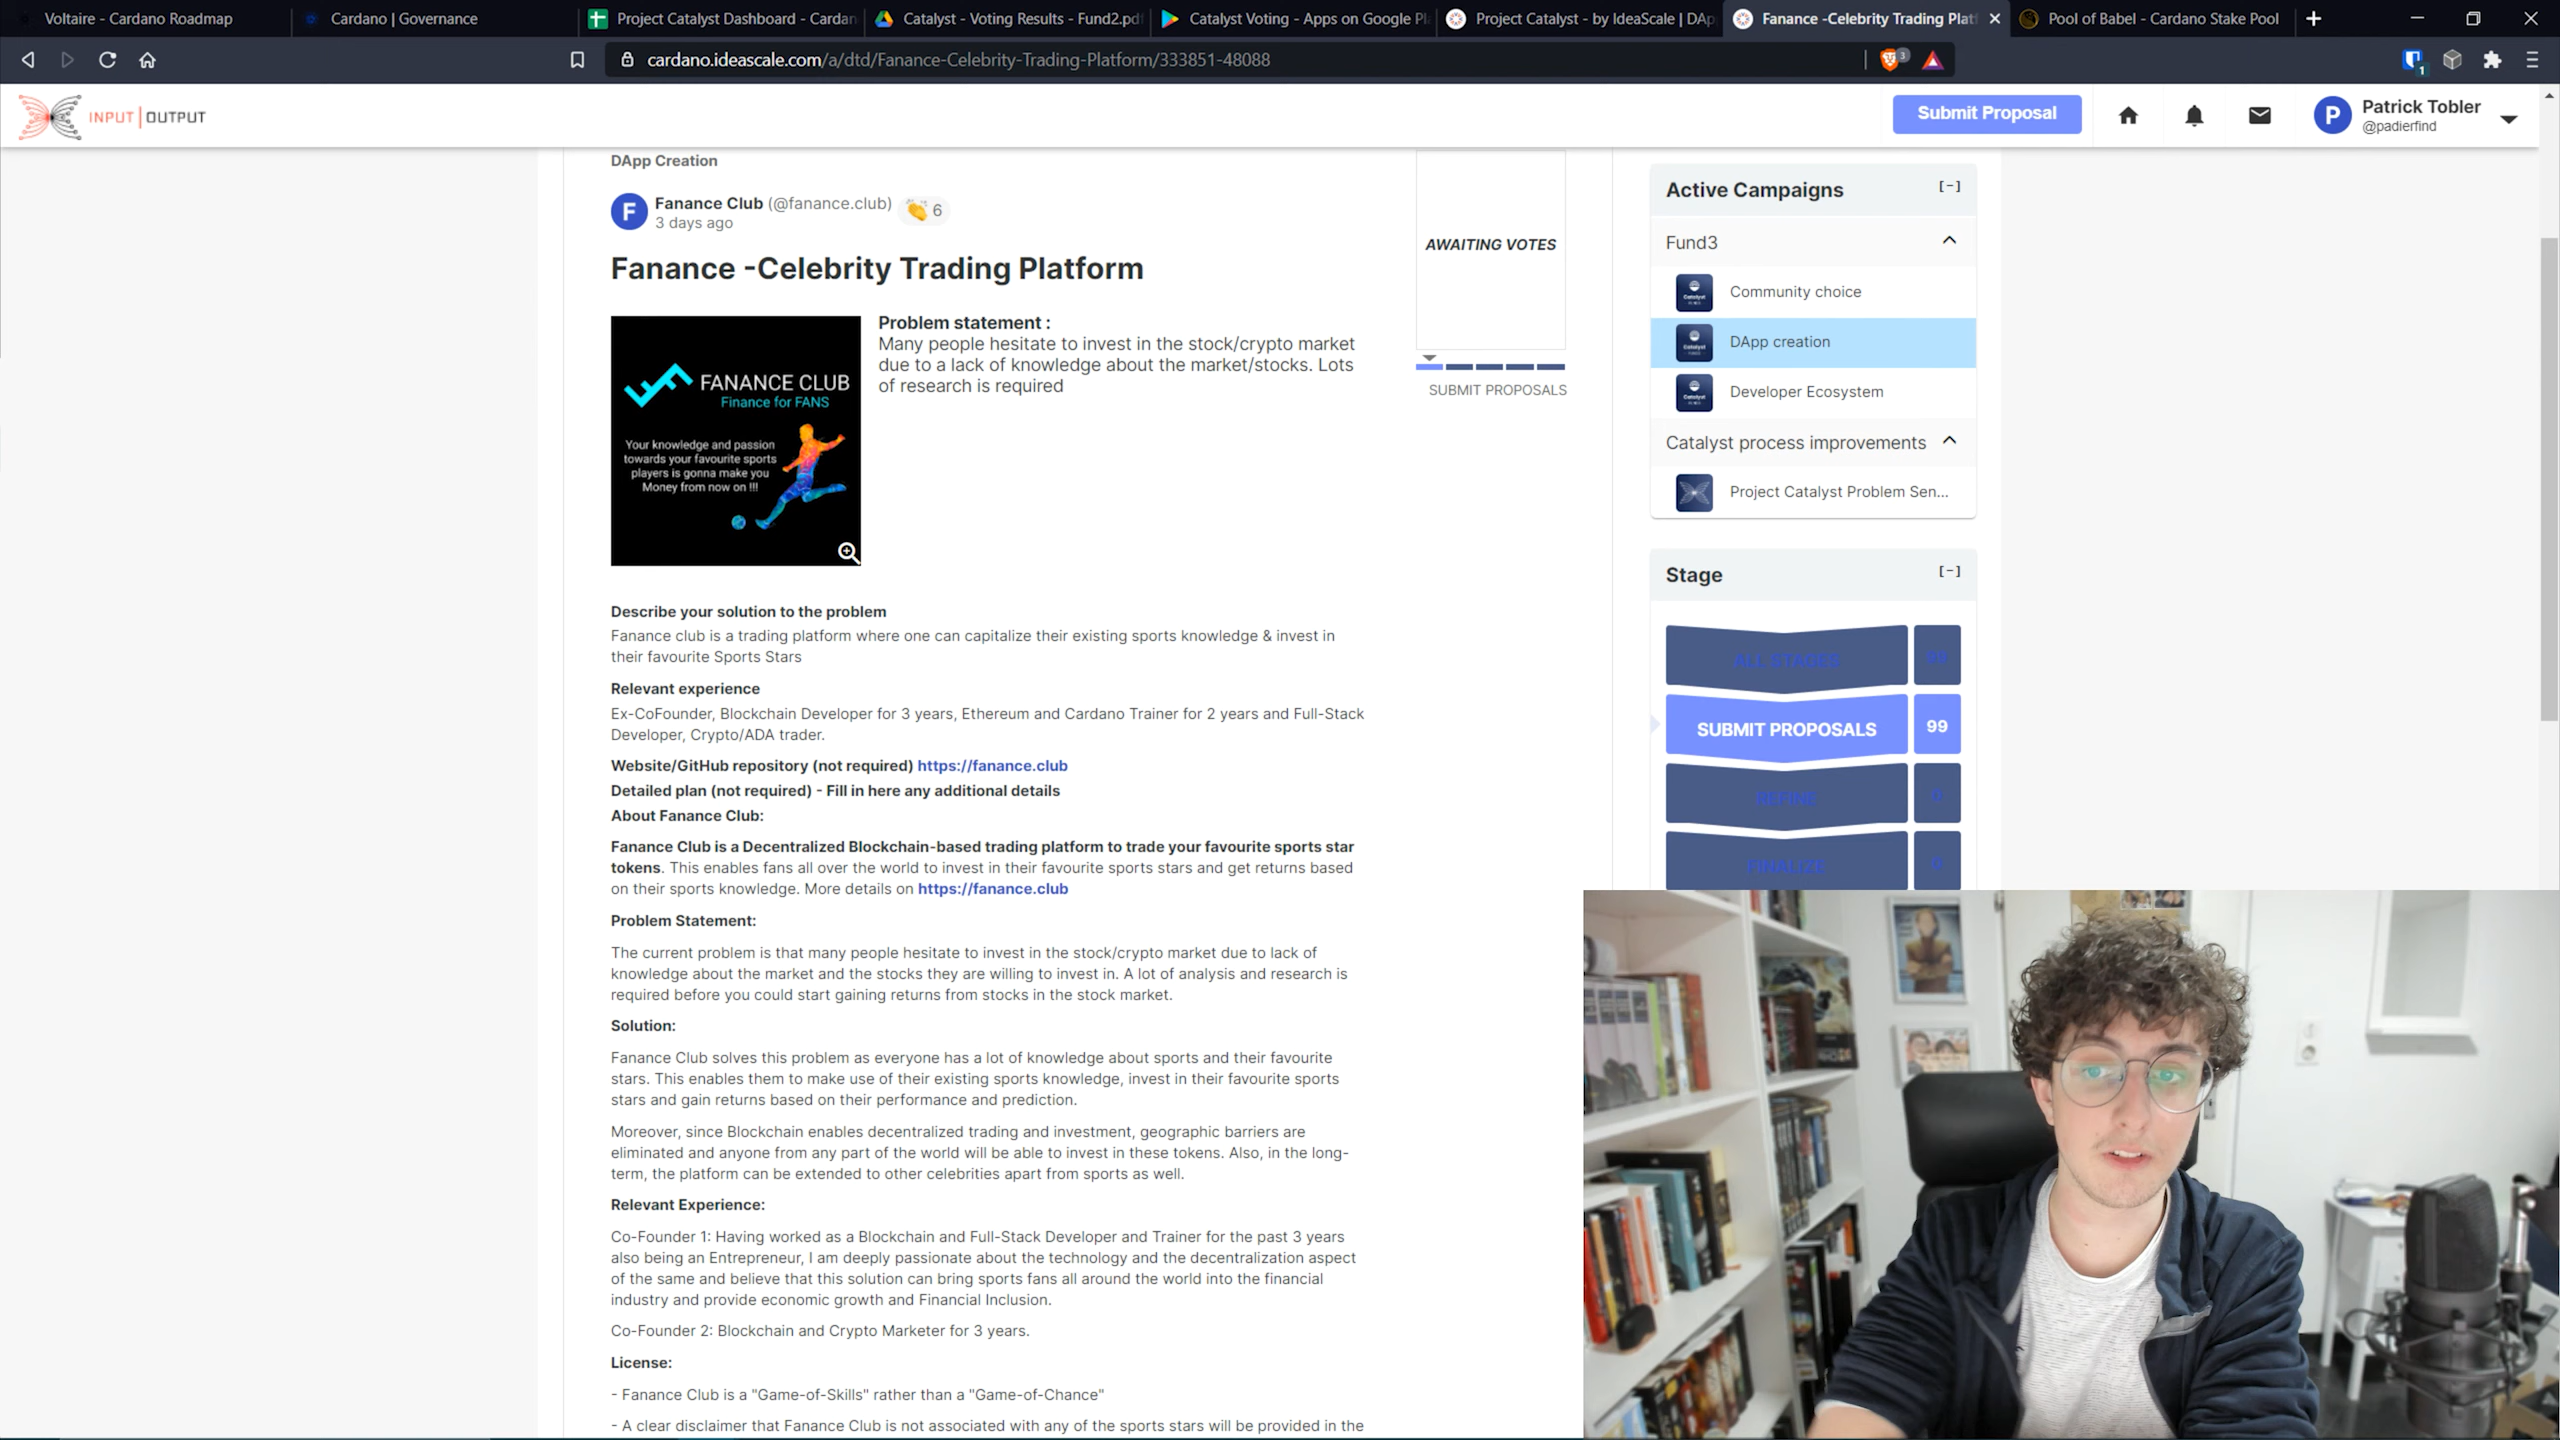 Voltaire - Cardano Roadmap
Cardano | Governance
Project Catalyst Dashboard - Cardan
Catalyst - Voting Results - Fund2.pdf
Catalyst Voting - Apps on Google Pl
Project Catalyst - by IdeaScale | DAp
Fanance -Celebrity Trading Platf
Pool of Babel - Cardano Stake Pool
cardano.ideascale.com/a/dtd/Fanance-Celebrity-Trading-Platform/333851-48088
3
1
INPUT | OUTPUT
Submit Proposal
P
Patrick Tobler
@padierfind
DApp Creation
F
Fanance Club (@fanance.club) 6
3 days ago
Fanance -Celebrity Trading Platform
FANANCE CLUB
Finance for FANS
Your knowledge and passion
towards your favourite sports
players is gonna make you
Money from now on !!!
Problem statement :
Many people hesitate to invest in the stock/crypto market
due to a lack of knowledge about the market/stocks. Lots
of research is required
AWAITING VOTES
SUBMIT PROPOSALS
Describe your solution to the problem
Fanance club is a trading platform where one can capitalize their existing sports knowledge & invest in
their favourite Sports Stars
Relevant experience
Ex-CoFounder, Blockchain Developer for 3 years, Ethereum and Cardano Trainer for 2 years and Full-Stack
Developer, Crypto/ADA trader.
Website/GitHub repository (not required) https://fanance.club
Detailed plan (not required) - Fill in here any additional details
About Fanance Club:
Fanance Club is a Decentralized Blockchain-based trading platform to trade your favourite sports star
tokens. This enables fans all over the world to invest in their favourite sports stars and get returns based
on their sports knowledge. More details on https://fanance.club
Problem Statement:
The current problem is that many people hesitate to invest in the stock/crypto market due to lack of
knowledge about the market and the stocks they are willing to invest in. A lot of analysis and research is
required before you could start gaining returns from stocks in the stock market.
Solution:
Fanance Club solves this problem as everyone has a lot of knowledge about sports and their favourite
stars. This enables them to make use of their existing sports knowledge, invest in their favourite sports
stars and gain returns based on their performance and prediction.
Moreover, since Blockchain enables decentralized trading and investment, geographic barriers are
eliminated and anyone from any part of the world will be able to invest in these tokens. Also, in the long-
term, the platform can be extended to other celebrities apart from sports as well.
Relevant Experience:
Co-Founder 1: Having worked as a Blockchain and Full-Stack Developer and Trainer for the past 3 years
also being an Entrepreneur, I am deeply passionate about the technology and the decentralization aspect
of the same and believe that this solution can bring sports fans all around the world into the financial
industry and provide economic growth and Financial Inclusion.
Co-Founder 2: Blockchain and Crypto Marketer for 3 years.
License:
- Fanance Club is a "Game-of-Skills" rather than a "Game-of-Chance"
- A clear disclaimer that Fanance Club is not associated with any of the sports stars will be provided in the
Active Campaigns [-]
Fund3
Community choice
DApp creation
Developer Ecosystem
Catalyst process improvements
Project Catalyst Problem Sen...
Stage [-]
ALL STAGES
SUBMIT PROPOSALS 99
REFINE 0
FINALIZE 0